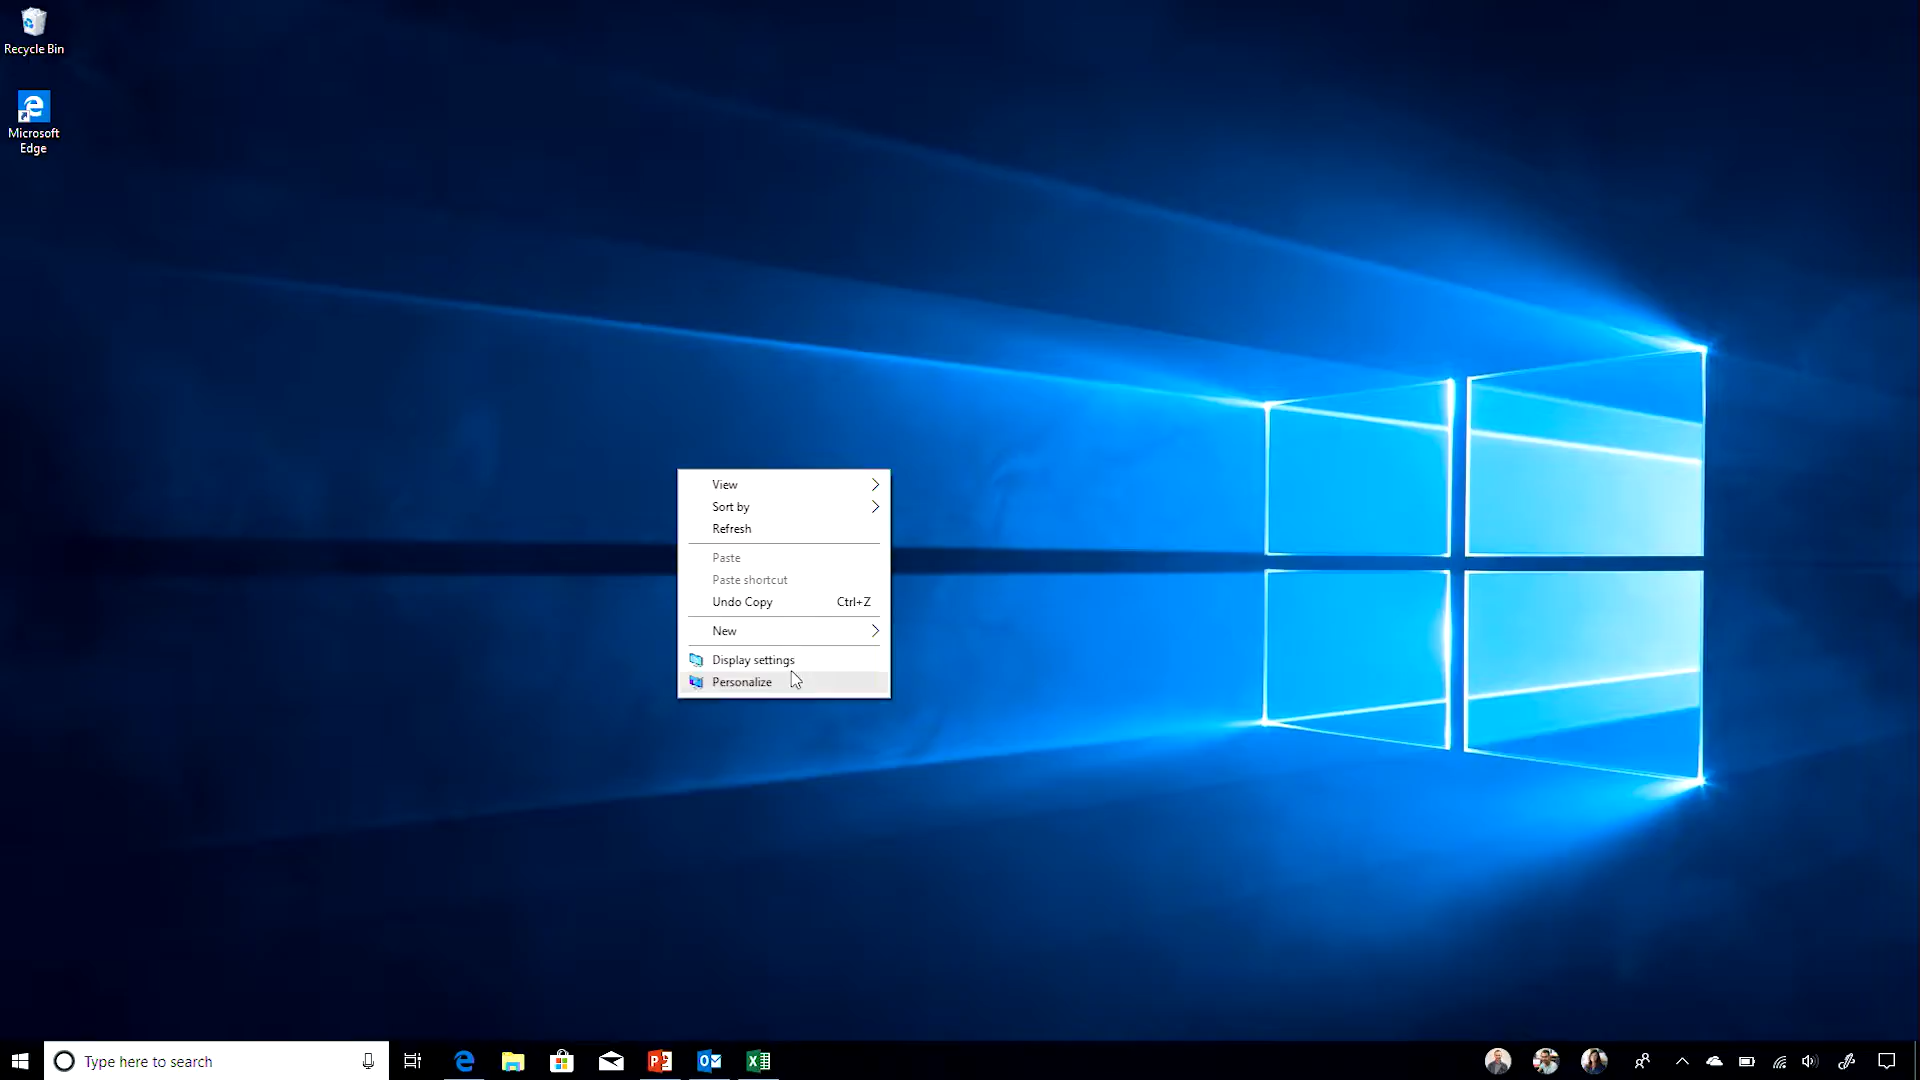 Recycle Bin
Microsoft
Edge
View
Sort by
Refresh
Paste
Paste shortcut
Undo Copy Ctrl+Z
New
Display settings
Personalize
Type here to search